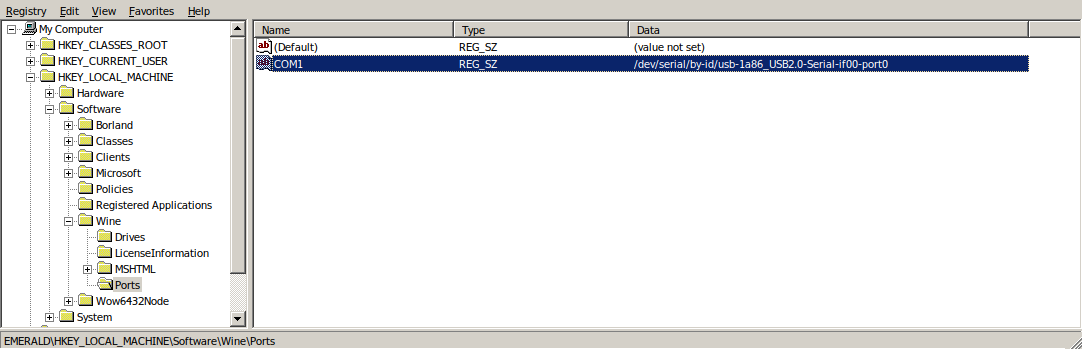 Registry Edit View Favorites Help
My Computer
HKEY_CLASSES_ROOT
HKEY_CURRENT_USER
HKEY_LOCAL_MACHINE
Hardware
Software
Borland
Classes
Clients
Microsoft
Policies
Registered Applications
Wine
Drives
LicenseInformation
MSHTML
Ports
Wow6432Node
System
Name Type Data
ab (Default) REG_SZ (value not set)
ab COM1 REG_SZ /dev/serial/by-id/usb-1a86_USB2.0-Serial-if00-port0
EMERALD\HKEY_LOCAL_MACHINE\Software\Wine\Ports